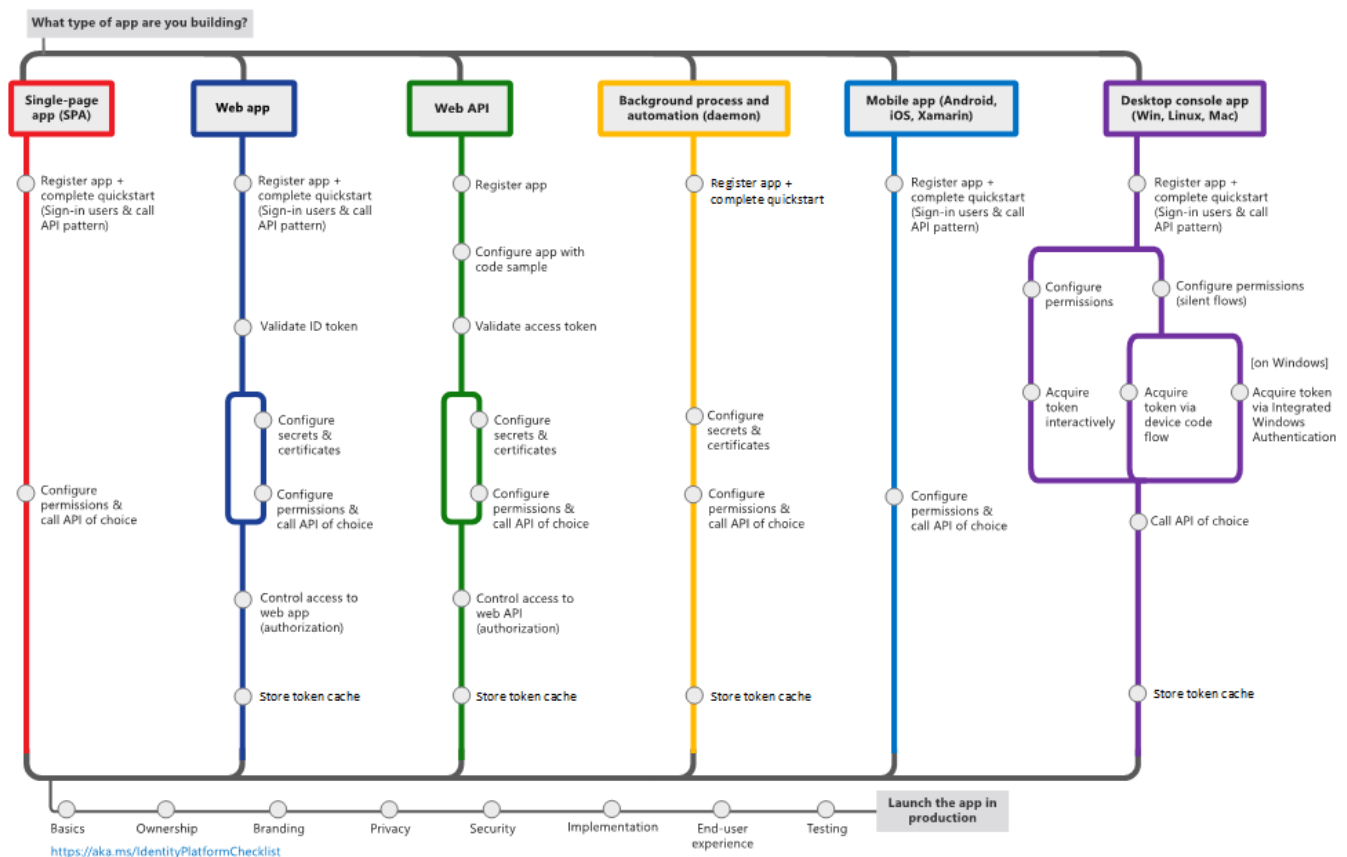 What type of app are you building?
Single-page
app (SPA)
Web app
Web API
Background process and
automation (daemon)
Mobile app (Android,
iOS, Xamarin)
Desktop console app
(Win, Linux, Mac)
Register app +
complete quickstart
(Sign-in users & call
API pattern)
Configure
permissions &
call API of choice
Register app +
complete quickstart
(Sign-in users & call
API pattern)
Validate ID token
Configure
secrets &
certificates
Configure
permissions &
call API of choice
Control access to
web app
(authorization)
Store token cache
Register app
Configure app with
code sample
Validate access token
Configure
secrets &
certificates
Configure
permissions &
call API of choice
Control access to
web API
(authorization)
Store token cache
Register app +
complete quickstart
Configure
secrets &
certificates
Configure
permissions &
call API of choice
Store token cache
Register app +
complete quickstart
(Sign-in users & call
API pattern)
Configure
permissions &
call API of choice
Register app +
complete quickstart
(Sign-in users & call
API pattern)
Configure
permissions
Configure permissions
(silent flows)
[on Windows]
Acquire
token
interactively
Acquire
token via
device code
flow
Acquire token
via Integrated
Windows
Authentication
Call API of choice
Store token cache
Basics
Ownership
Branding
Privacy
Security
Implementation
End-user
experience
Testing
Launch the app in
production
https://aka.ms/IdentityPlatformChecklist